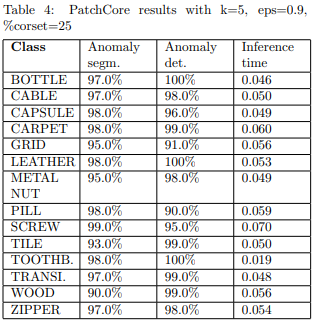 Table 4: PatchCore results with k=5, eps=0.9,
%corset=25
Class Anomaly segm. Anomaly det. Inference time
BOTTLE 97.0% 100% 0.046
CABLE 97.0% 98.0% 0.050
CAPSULE 98.0% 96.0% 0.049
CARPET 98.0% 99.0% 0.060
GRID 95.0% 91.0% 0.056
LEATHER 98.0% 100% 0.053
METAL NUT 95.0% 98.0% 0.049
PILL 98.0% 90.0% 0.059
SCREW 99.0% 95.0% 0.070
TILE 93.0% 99.0% 0.050
TOOTHB. 98.0% 100% 0.019
TRANSI. 97.0% 99.0% 0.048
WOOD 90.0% 99.0% 0.056
ZIPPER 97.0% 98.0% 0.054